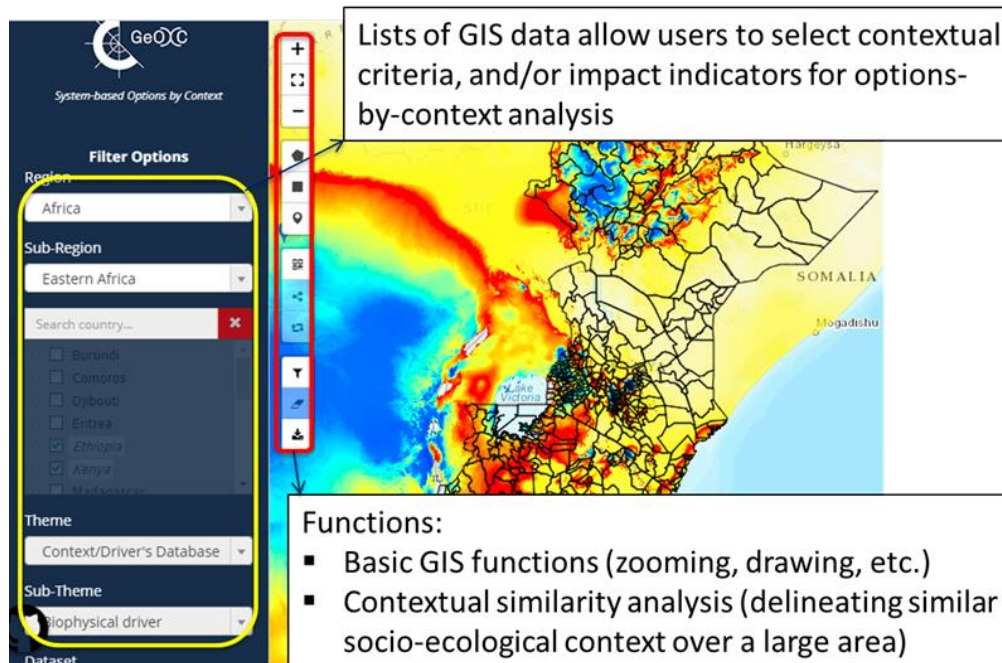 GeOXC
System-based Options by Context
Filter Options
Region
Africa
Sub-Region
Eastern Africa
Search country...
Burundi
Comoros
Djibouti
Eritrea
Ethiopia
Kenya
Madagascar
Theme
Context/Driver's Database
Sub-Theme
Biophysical driver
Dataset
Lists of GIS data allow users to select contextual
criteria, and/or impact indicators for options-
by-context analysis
Hargeysa
SOMALIA
Mogadishu
Lake
Victoria
Functions:
▪ Basic GIS functions (zooming, drawing, etc.)
▪ Contextual similarity analysis (delineating similar
socio-ecological context over a large area)